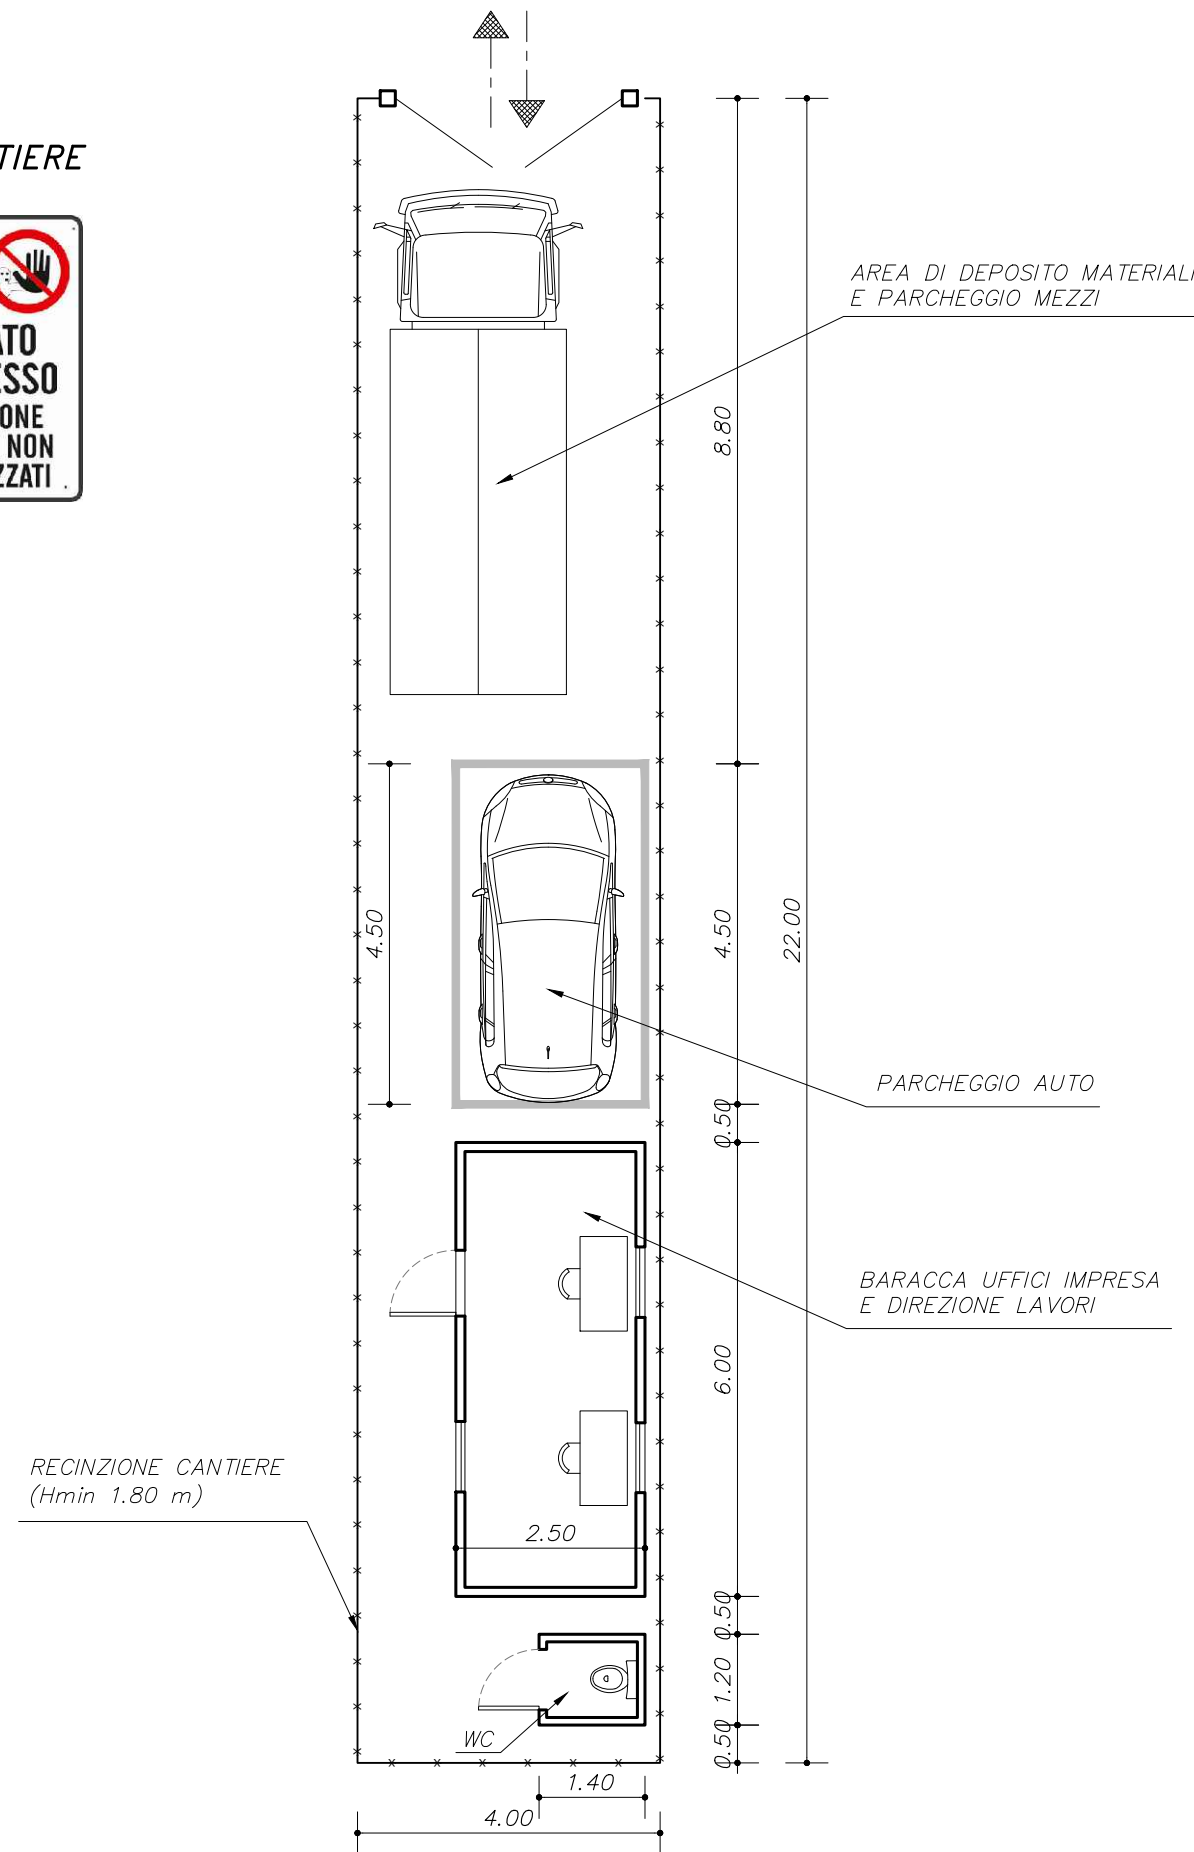 TIERE
ATO
ESSO
ONE
NON
ZZATI
AREA DI DEPOSITO MATERIALI
E PARCHEGGIO MEZZI
8.80
4.50
4.50
22.00
PARCHEGGIO AUTO
0.50
BARACCA UFFICI IMPRESA
E DIREZIONE LAVORI
6.00
RECINZIONE CANTIERE
(Hmin 1.80 m)
2.50
0.50
1.20
WC
0.50
1.40
4.00